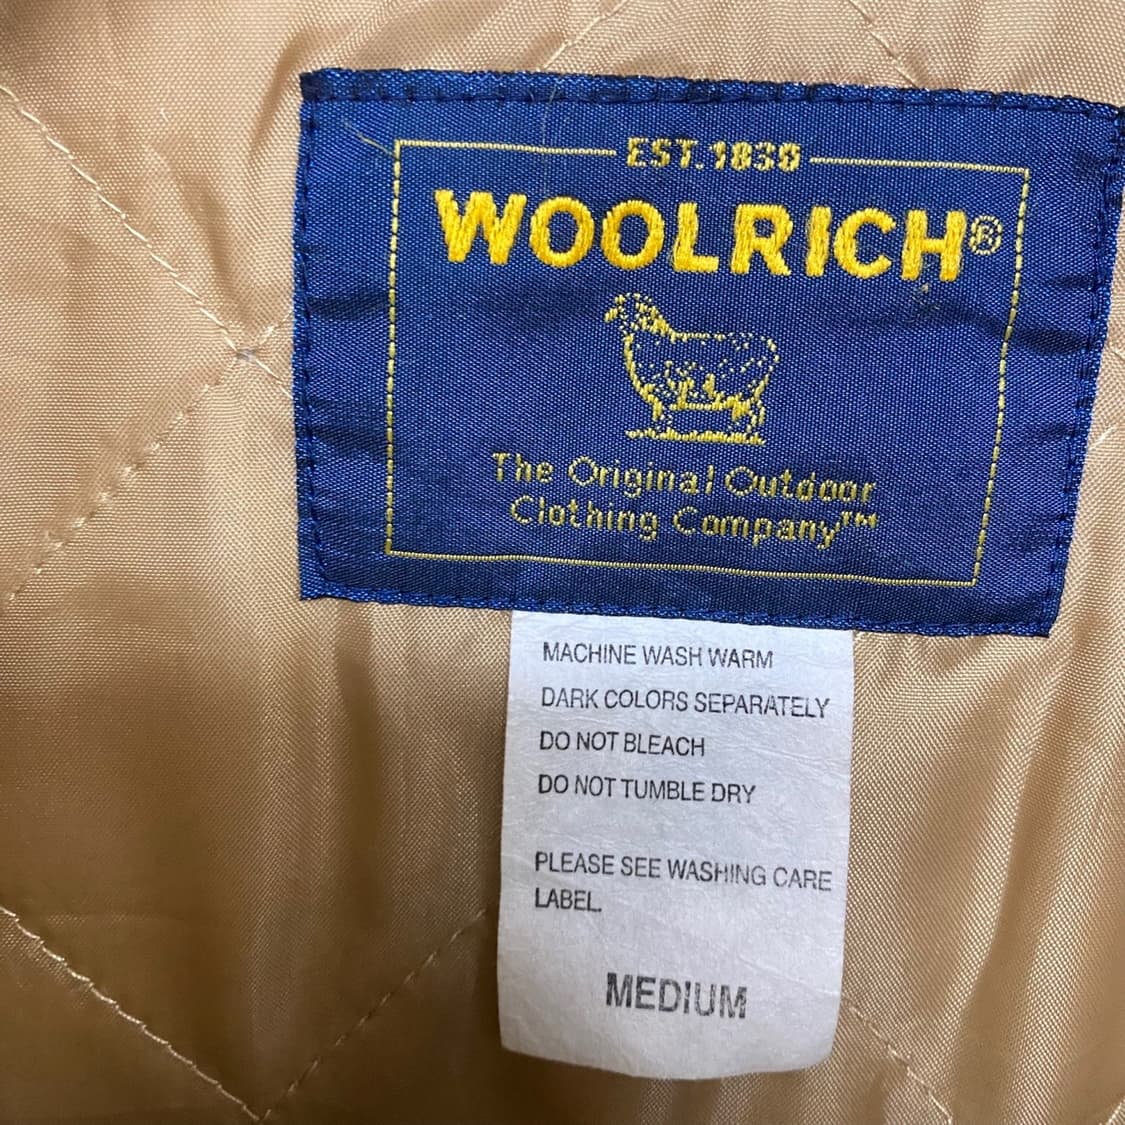 EST. 1830
WOOLRICH®
The Original Outdoor
Clothing Company™
MACHINE WASH WARM
DARK COLORS SEPARATELY
DO NOT BLEACH
DO NOT TUMBLE DRY
PLEASE SEE WASHING CARE
LABEL.
MEDIUM